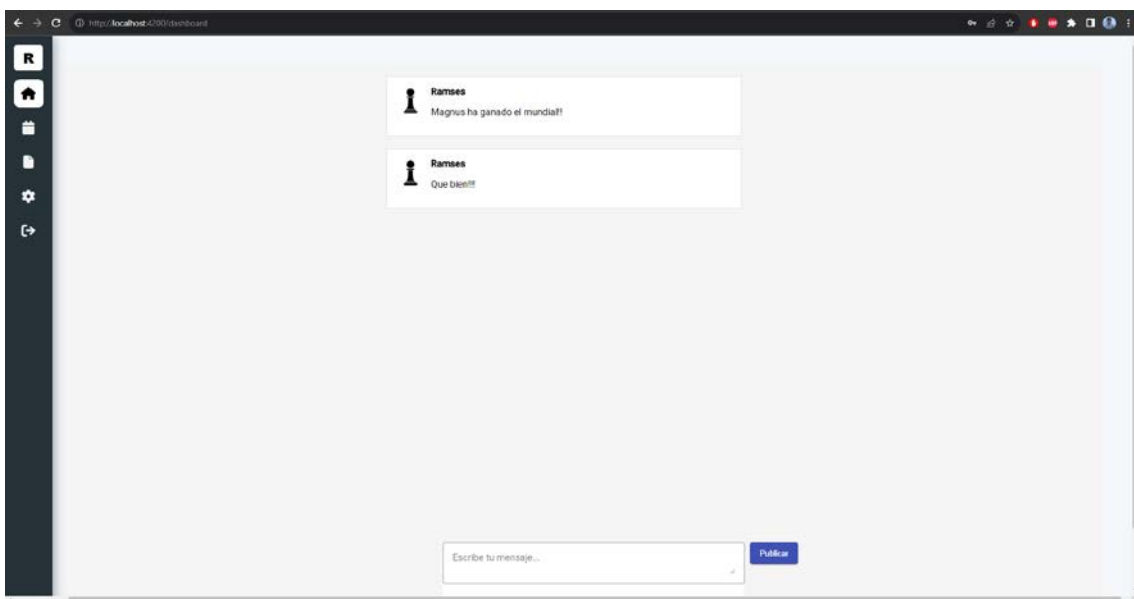 http://localhost:4200/dashboard
R
Ramses
Magnus ha ganado el mundial!!
Ramses
Que bien!!!
Escribe tu mensaje...
Publicar